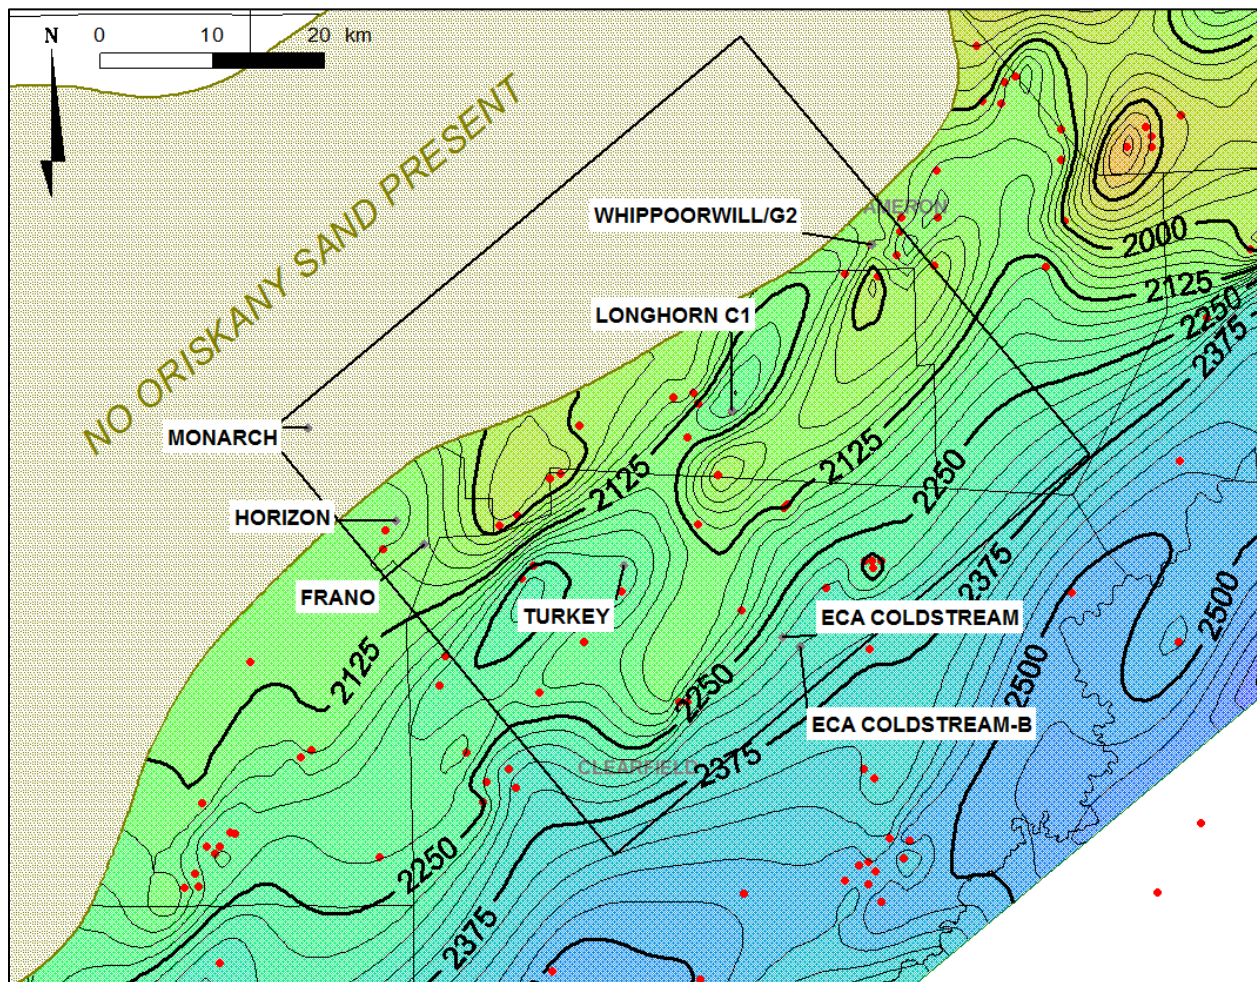 N
0 10 20 km
NO ORISKANY SAND PRESENT
WHIPPOORWILL/G2
AMERON
2000
2125
2250
2375
LONGHORN C1
MONARCH
2125
2125
2250
HORIZON
2375
FRANO
TURKEY
ECA COLDSTREAM
2500
2500
2125
2250
ECA COLDSTREAM-B
CLEARFIELD
2375
2250
2375